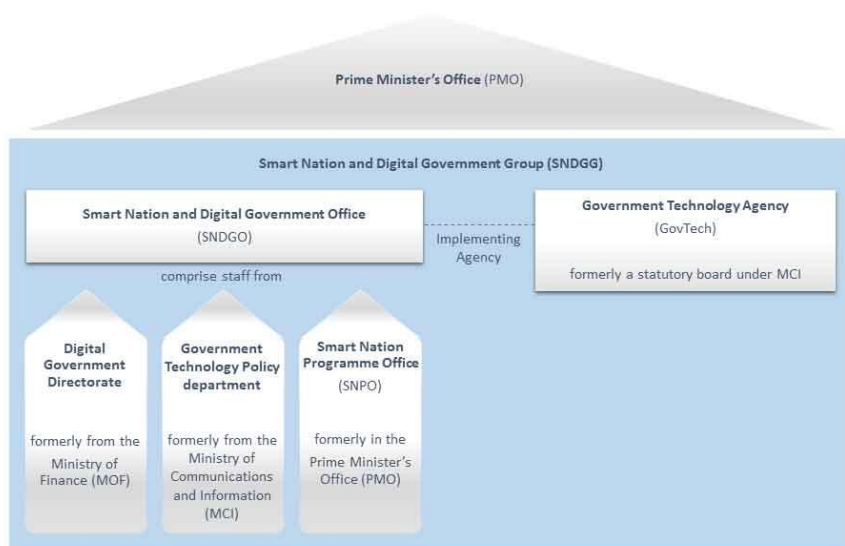 Prime Minister's Office (PMO)
Smart Nation and Digital Government Group (SNDGG)
Smart Nation and Digital Government Office
(SNDGO)
Implementing
Agency
Government Technology Agency
(GovTech)
formerly a statutory board under MCI
comprise staff from
Digital
Government
Directorate
formerly from the
Ministry of
Finance (MOF)
Government
Technology Policy
department
formerly from the
Ministry of
Communications
and Information
(MCI)
Smart Nation
Programme Office
(SNPO)
formerly in the
Prime Minister's
Office (PMO)